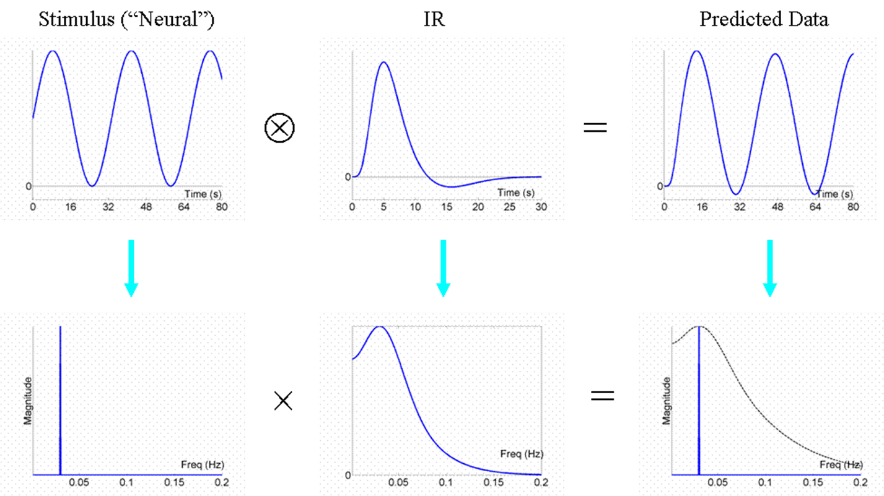 Stimulus (“Neural”)
IR
Predicted Data
0
Time (s)
0 16 32 48 64 80
⊗
0
Time (s)
0 5 10 15 20 25 30
=
0
Time (s)
0 16 32 48 64 80
Magnitude
Freq (Hz)
0.05 0.1 0.15 0.2
×
Freq (Hz)
0
0.05 0.1 0.15 0.2
=
Magnitude
Freq (Hz)
0.05 0.1 0.15 0.2